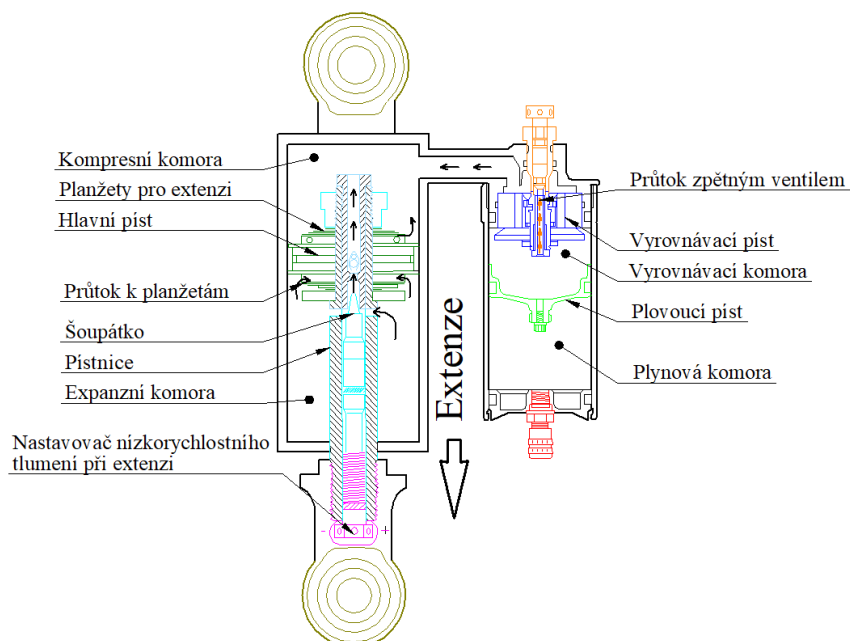 Kompresní komora
Planžety pro extenzi
Hlavní píst
Průtok k planžetám
Šoupátko
Pístnice
Expanzní komora
Nastavovač nízkorychlostního
tlumení při extenzi
- +
Extenze
Průtok zpětným ventilem
Vyrovnávací píst
Vyrovnávací komora
Plovoucí píst
Plynová komora